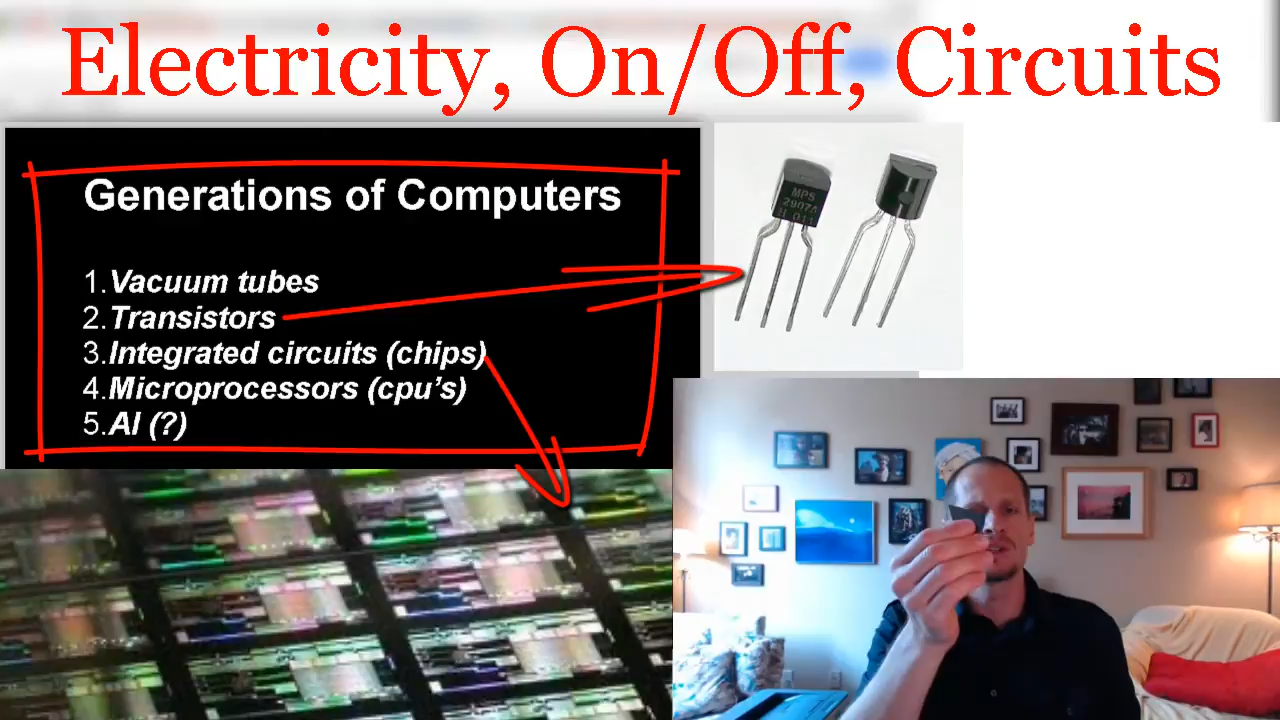 Electricity, On/Off, Circuits
Generations of Computers
1. Vacuum tubes
2. Transistors
3. Integrated circuits (chips)
4. Microprocessors (cpu's)
5. AI (?)
MPS
2907A